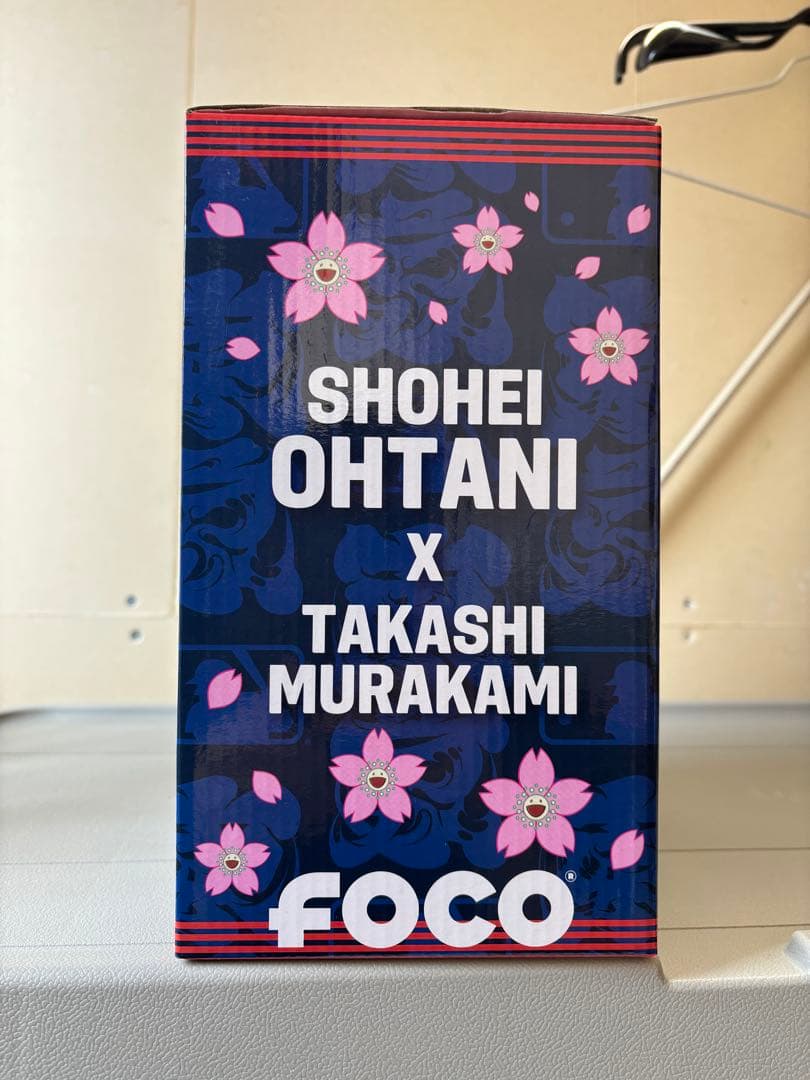 SHOHEI
OHTANI
X
TAKASHI
MURAKAMI
FOCO®